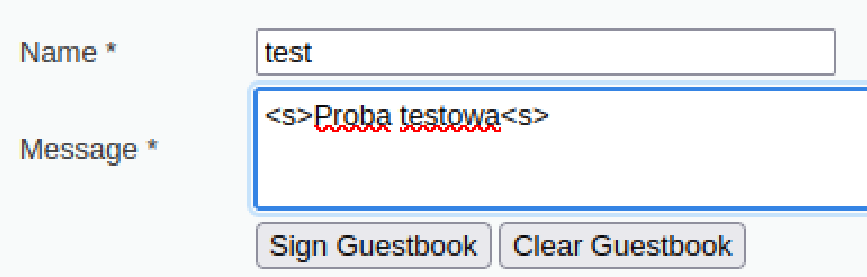 Name * test
<s>Proba testowa<s>
Message *
Sign Guestbook Clear Guestbook